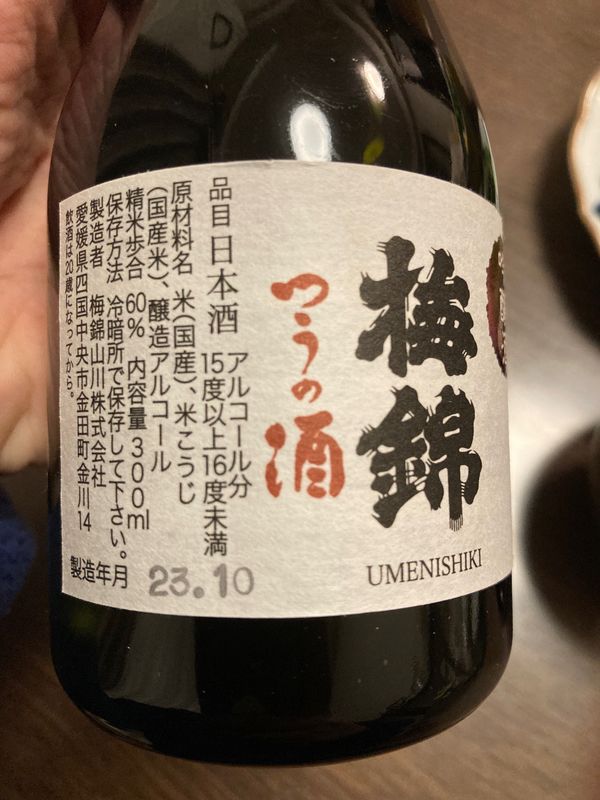 梅錦
UMENISHIKI
つうの酒
品目 日本酒 アルコール分
15度以上16度未満
原材料名 米(国産)、米こうじ
(国産米)、醸造アルコール
精米歩合 60% 内容量 300ml
保存方法 冷暗所で保存して下さい。
製造者 梅錦山川株式会社
愛媛県四国中央市金田町金川14
飲酒は20歳になってから。
製造年月 23.10